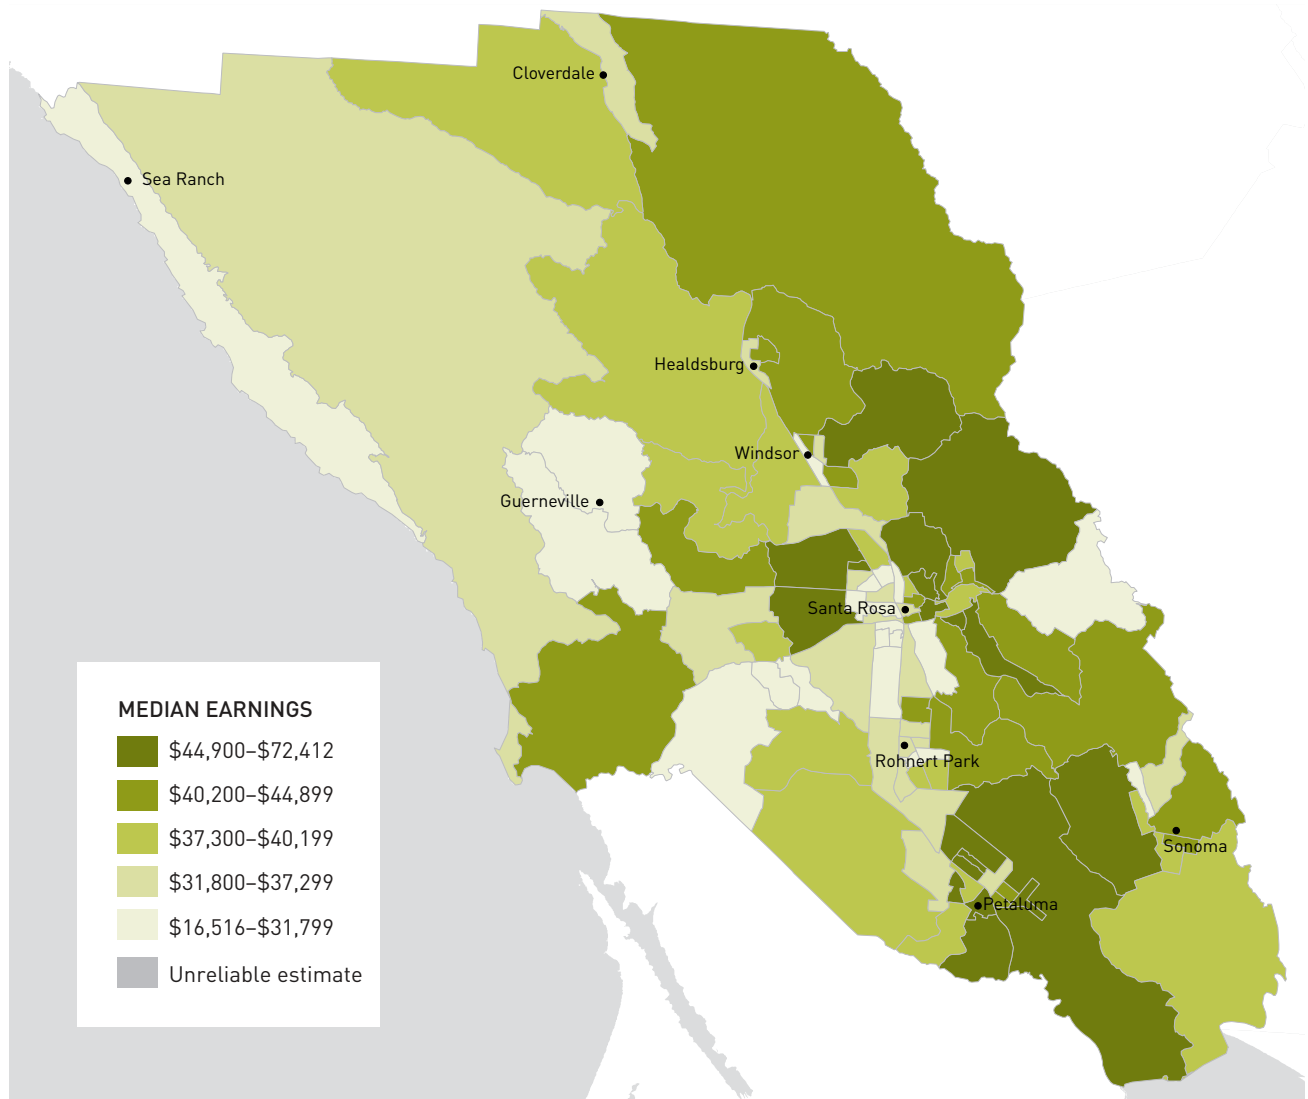 Cloverdale
Sea Ranch
Healdsburg
Windsor
Guerneville
Santa Rosa
Rohnert Park
Sonoma
Petaluma
MEDIAN EARNINGS
$44,900–$72,412
$40,200–$44,899
$37,300–$40,199
$31,800–$37,299
$16,516–$31,799
Unreliable estimate